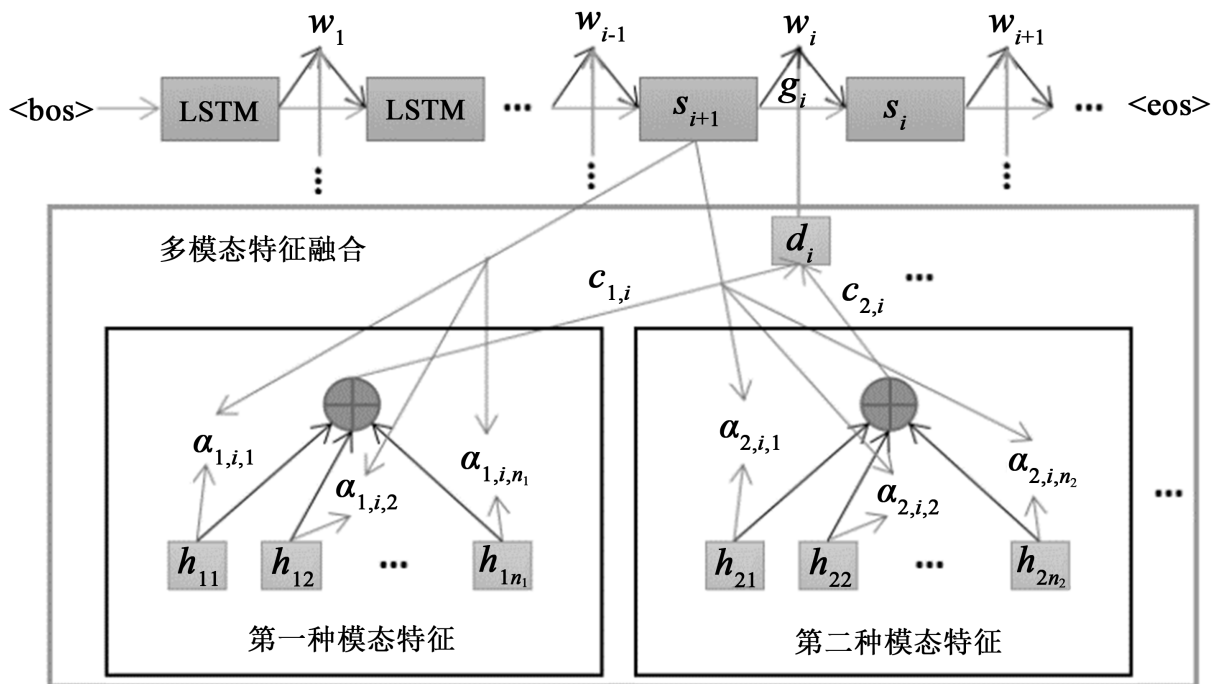 w₁ wᵢ₋₁ wᵢ wᵢ₊₁
<bos> LSTM LSTM ... sᵢ₊₁ gᵢ sᵢ ... <eos>
多模态特征融合
dᵢ
c₁,ᵢ c₂,ᵢ ...
α₁,ᵢ,₁ α₁,ᵢ,₂ α₁,ᵢ,n₁
α₂,ᵢ,₁ α₂,ᵢ,₂ α₂,ᵢ,n₂
...
h₁₁ h₁₂ ... h₁n₁
h₂₁ h₂₂ ... h₂n₂
第一种模态特征
第二种模态特征